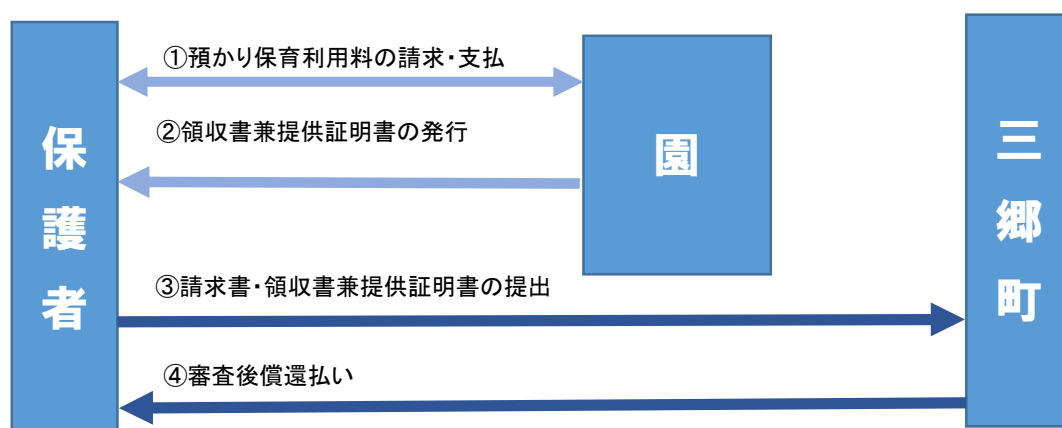 保護者
①預かり保育利用料の請求・支払
②領収書兼提供証明書の発行
園
③請求書・領収書兼提供証明書の提出
④審査後償還払い
三郷町